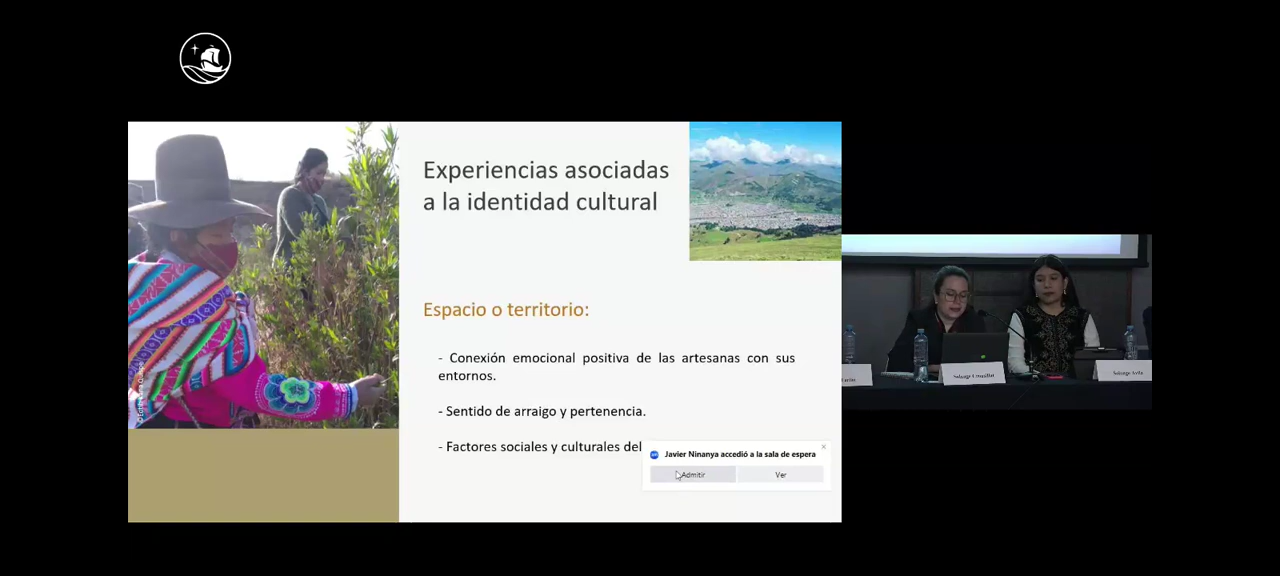 Experiencias asociadas
a la identidad cultural
Espacio o territorio:
- Conexión emocional positiva de las artesanas con sus
entornos.
- Sentido de arraigo y pertenencia.
- Factores sociales y culturales del
Javier Ninanya accedió a la sala de espera
Admitir
Ver